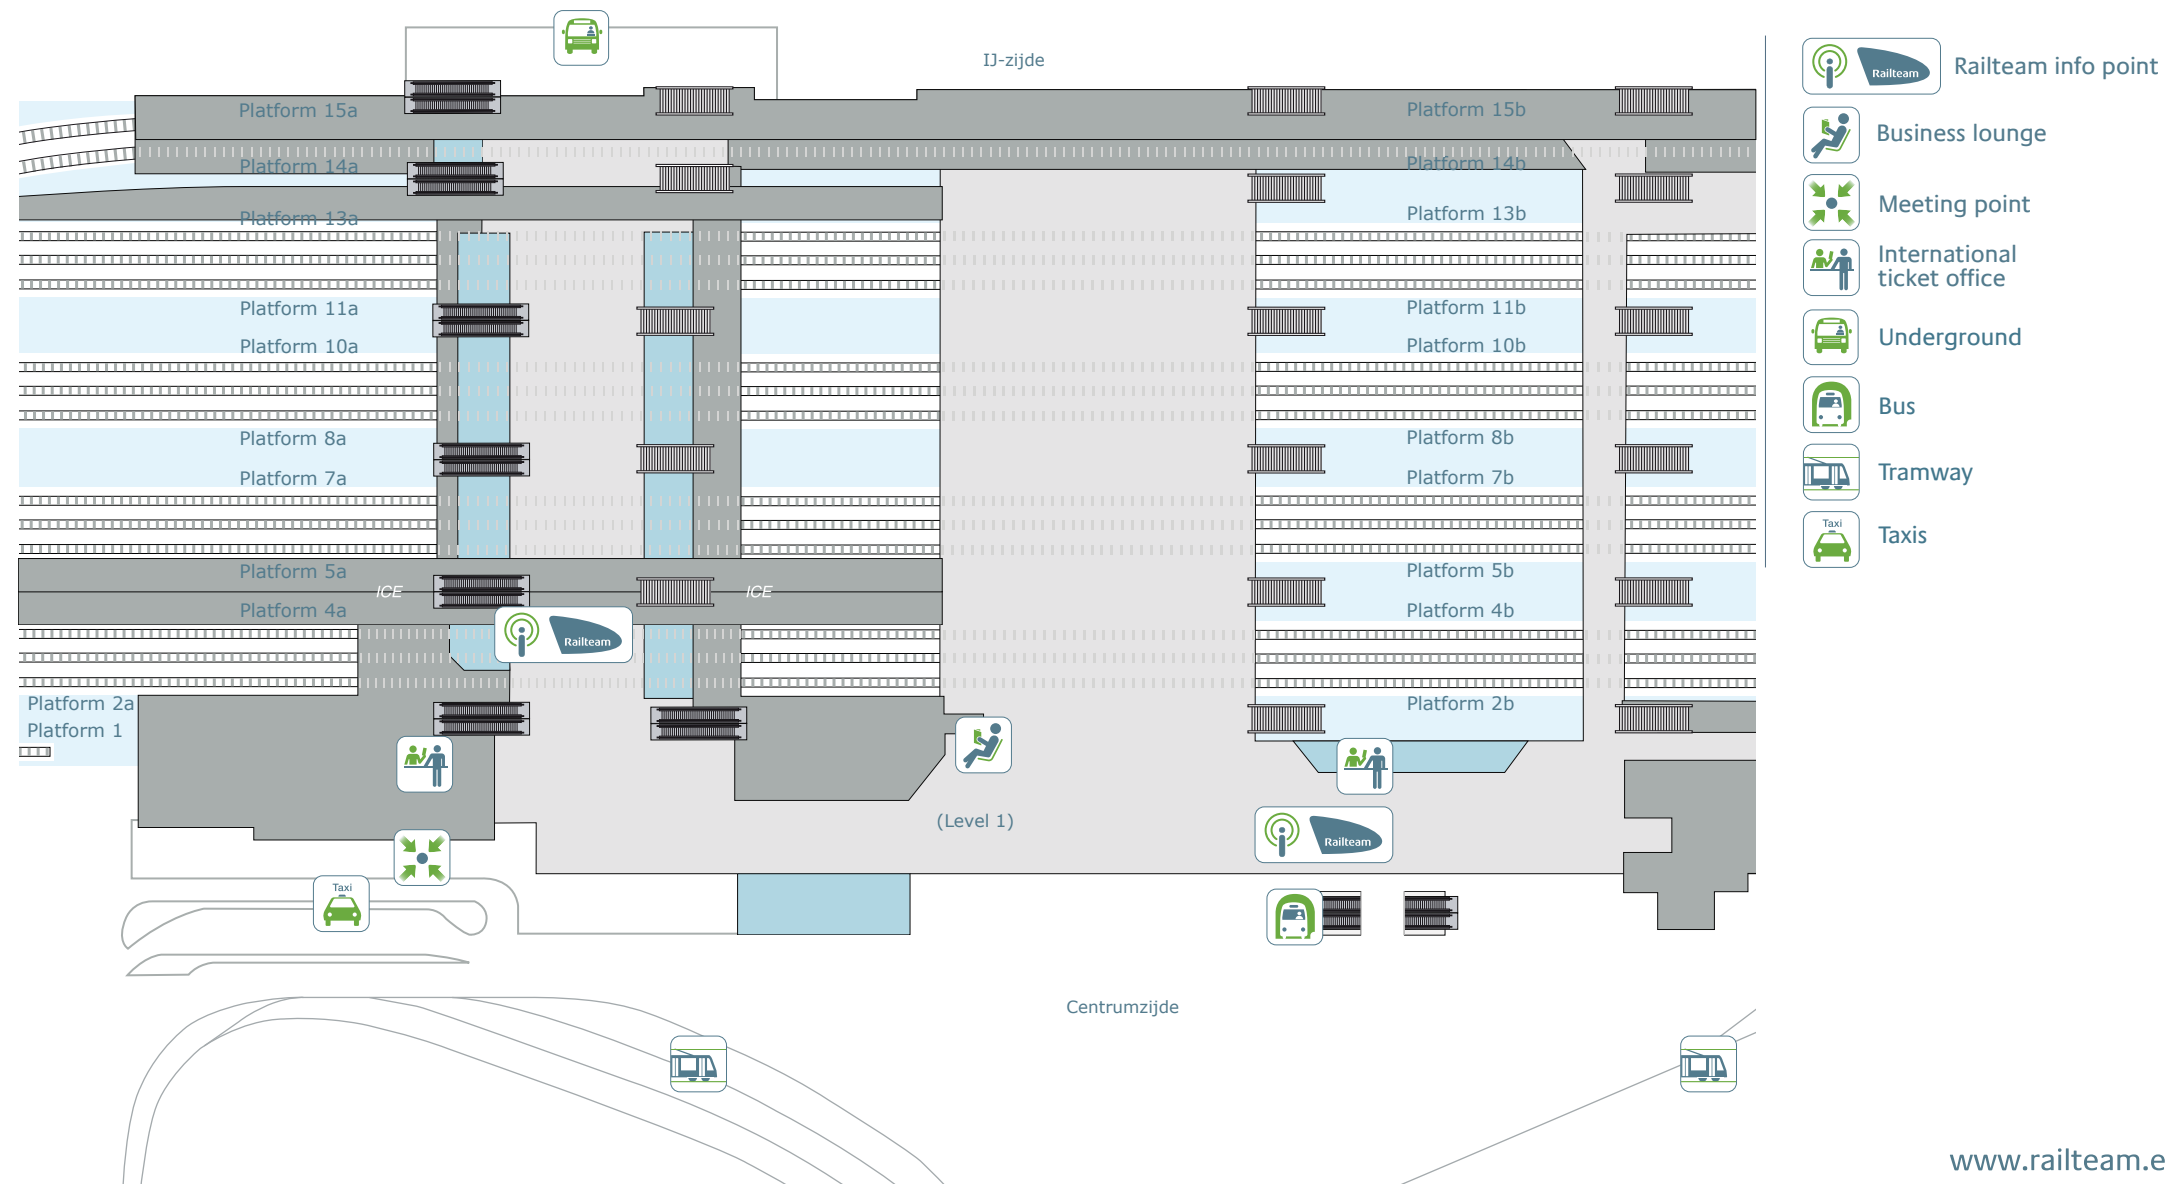 IJ-zijde
Platform 15a
Platform 15b
Platform 14a
Platform 14b
Platform 13a
Platform 13b
Platform 11a
Platform 11b
Platform 10a
Platform 10b
Platform 8a
Platform 8b
Platform 7a
Platform 7b
Platform 5a
Platform 5b
ICE
ICE
Platform 4a
Platform 4b
Railteam
Platform 2a
Platform 2b
Platform 1
(Level 1)
Railteam
Taxi
Centrumzijde
Railteam
Railteam info point
Business lounge
Meeting point
International
ticket office
Underground
Bus
Tramway
Taxi
Taxis
www.railteam.e